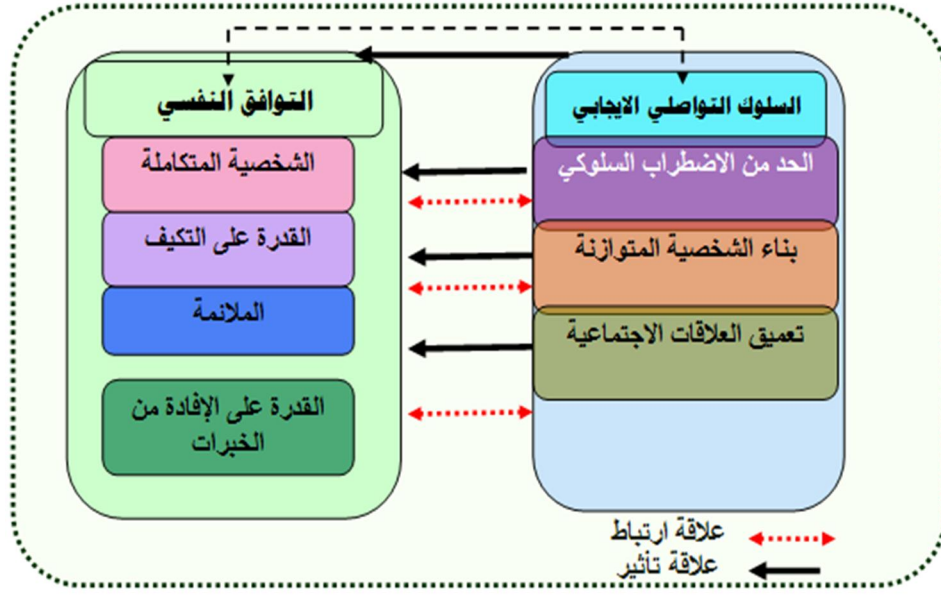 السلوك التواصلي الايجابي
الحد من الاضطراب السلوكي
بناء الشخصية المتوازنة
تعميق العلاقات الاجتماعية
التوافق النفسي
الشخصية المتكاملة
القدرة على التكيف
الملائمة
القدرة على الإفادة من
الخبرات
علاقة ارتباط
علاقة تأثير